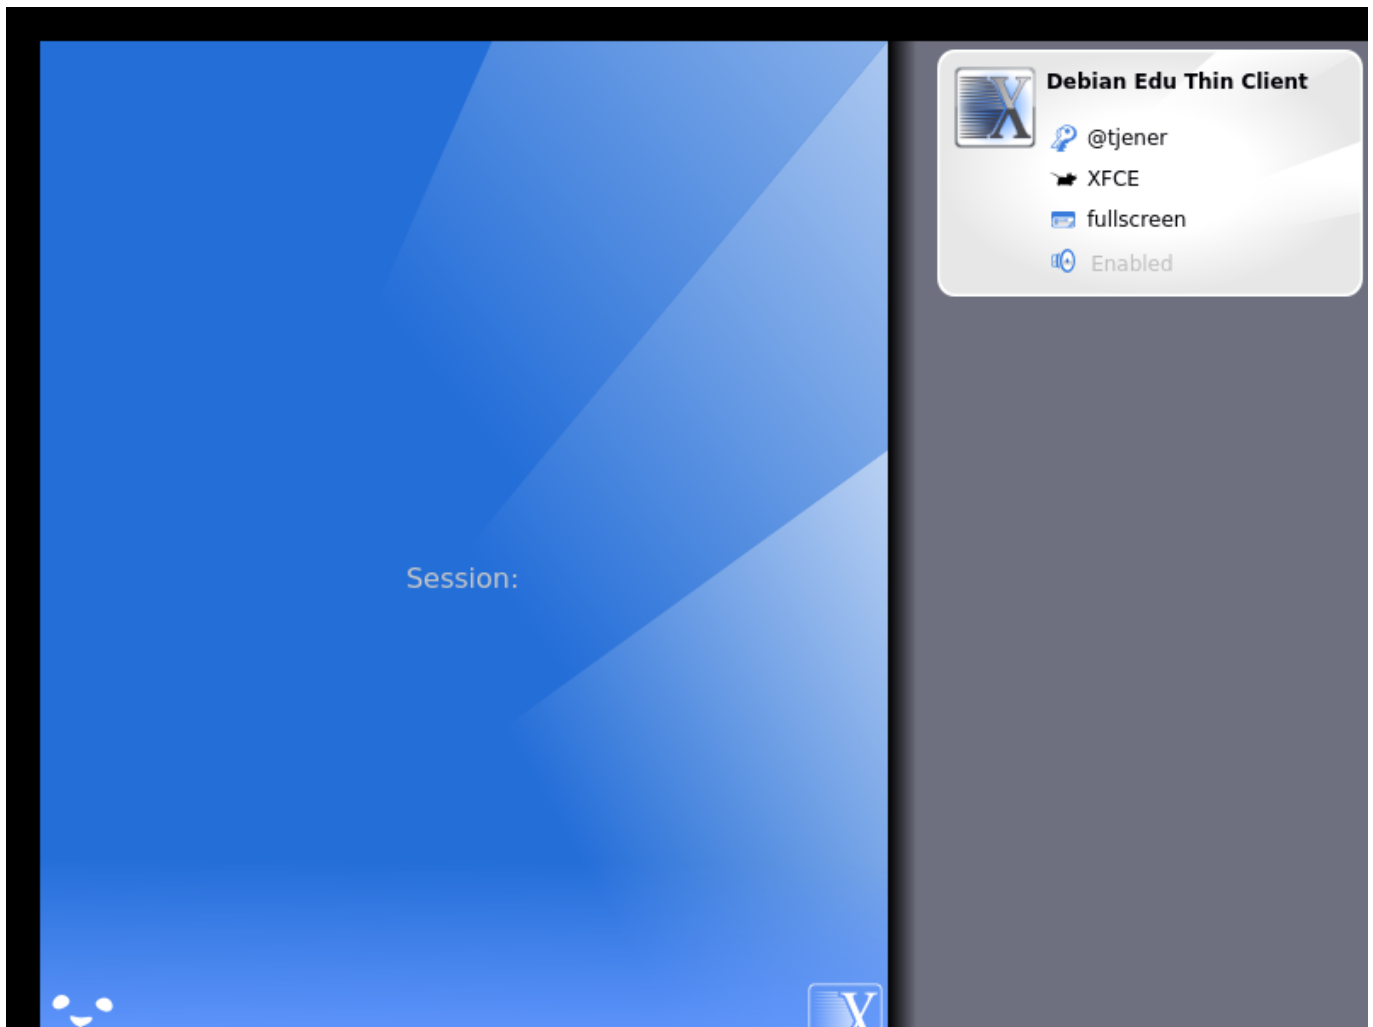 Debian Edu Thin Client
@tjener
XFCE
fullscreen
Enabled
Session:
X
X